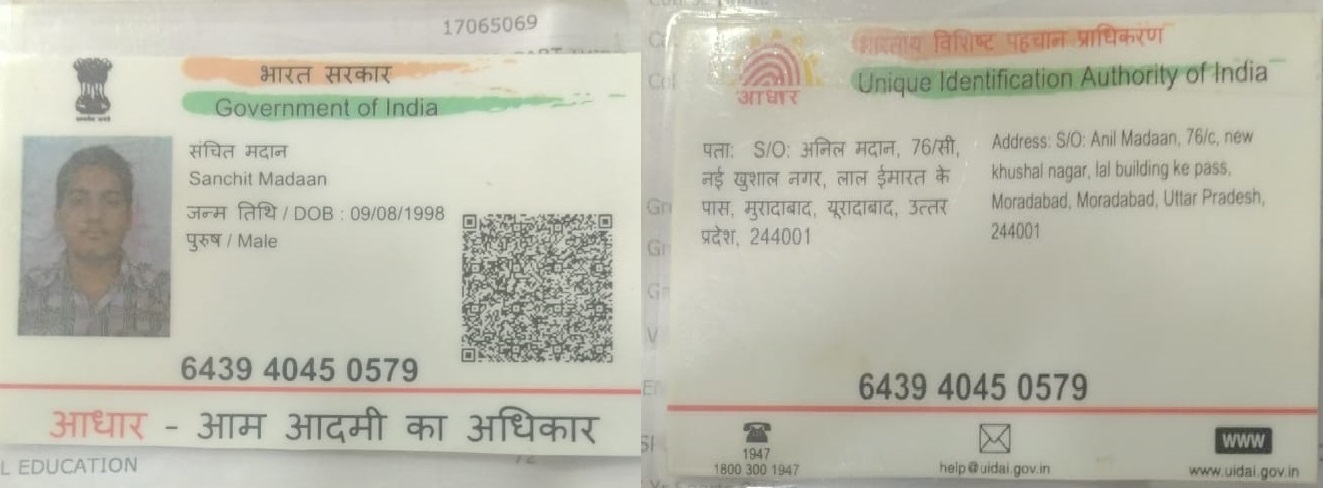 17065069
भारत सरकार
Government of India
संचित मदान
Sanchit Madaan
जन्म तिथि / DOB : 09/08/1998
पुरुष / Male
6439 4045 0579
आधार - आम आदमी का अधिकार
L EDUCATION
भारतीय विशिष्ट पहचान प्राधिकरण
Unique Identification Authority of India
आधार
पता: S/O: अनिल मदान, 76/सी,
नई खुशाल नगर, लाल ईमारत के
पास, मुरादाबाद, यूरादाबाद, उत्तर
प्रदेश, 244001
Address: S/O: Anil Madaan, 76/c, new
khushal nagar, lal building ke pass,
Moradabad, Moradabad, Uttar Pradesh,
244001
6439 4045 0579
1947
1800 300 1947
help@uidai.gov.in
WWW
www.uidai.gov.in